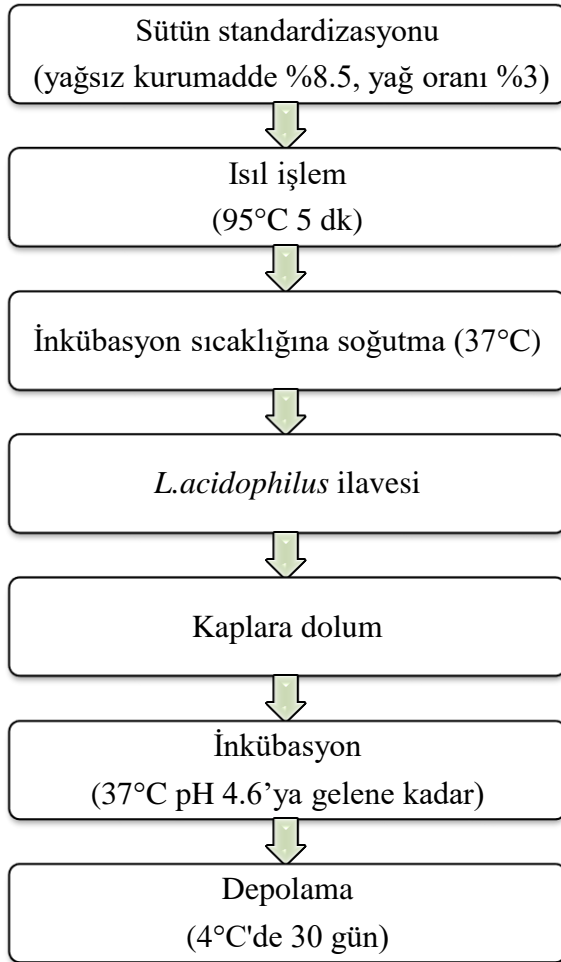 Sütün standardizasyonu
(yağsız kurumadde %8.5, yağ oranı %3)
Isıl işlem
(95°C 5 dk)
İnkübasyon sıcaklığına soğutma (37°C)
L.acidophilus ilavesi
Kaplara dolum
İnkübasyon
(37°C pH 4.6’ya gelene kadar)
Depolama
(4°C'de 30 gün)